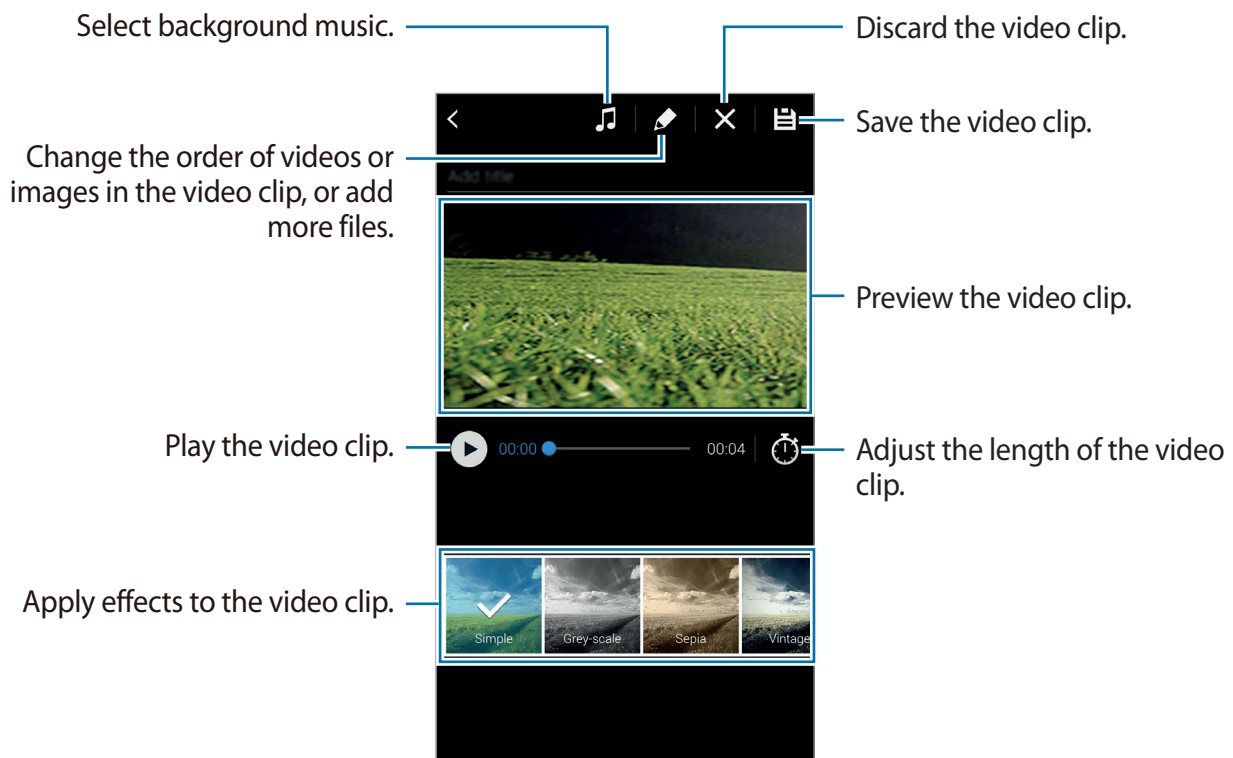 Select background music.
Discard the video clip.
Save the video clip.
Change the order of videos or
images in the video clip, or add
more files.
Add title
Preview the video clip.
Play the video clip.
00:00
00:04
Adjust the length of the video
clip.
Apply effects to the video clip.
Simple
Grey-scale
Sepia
Vintage